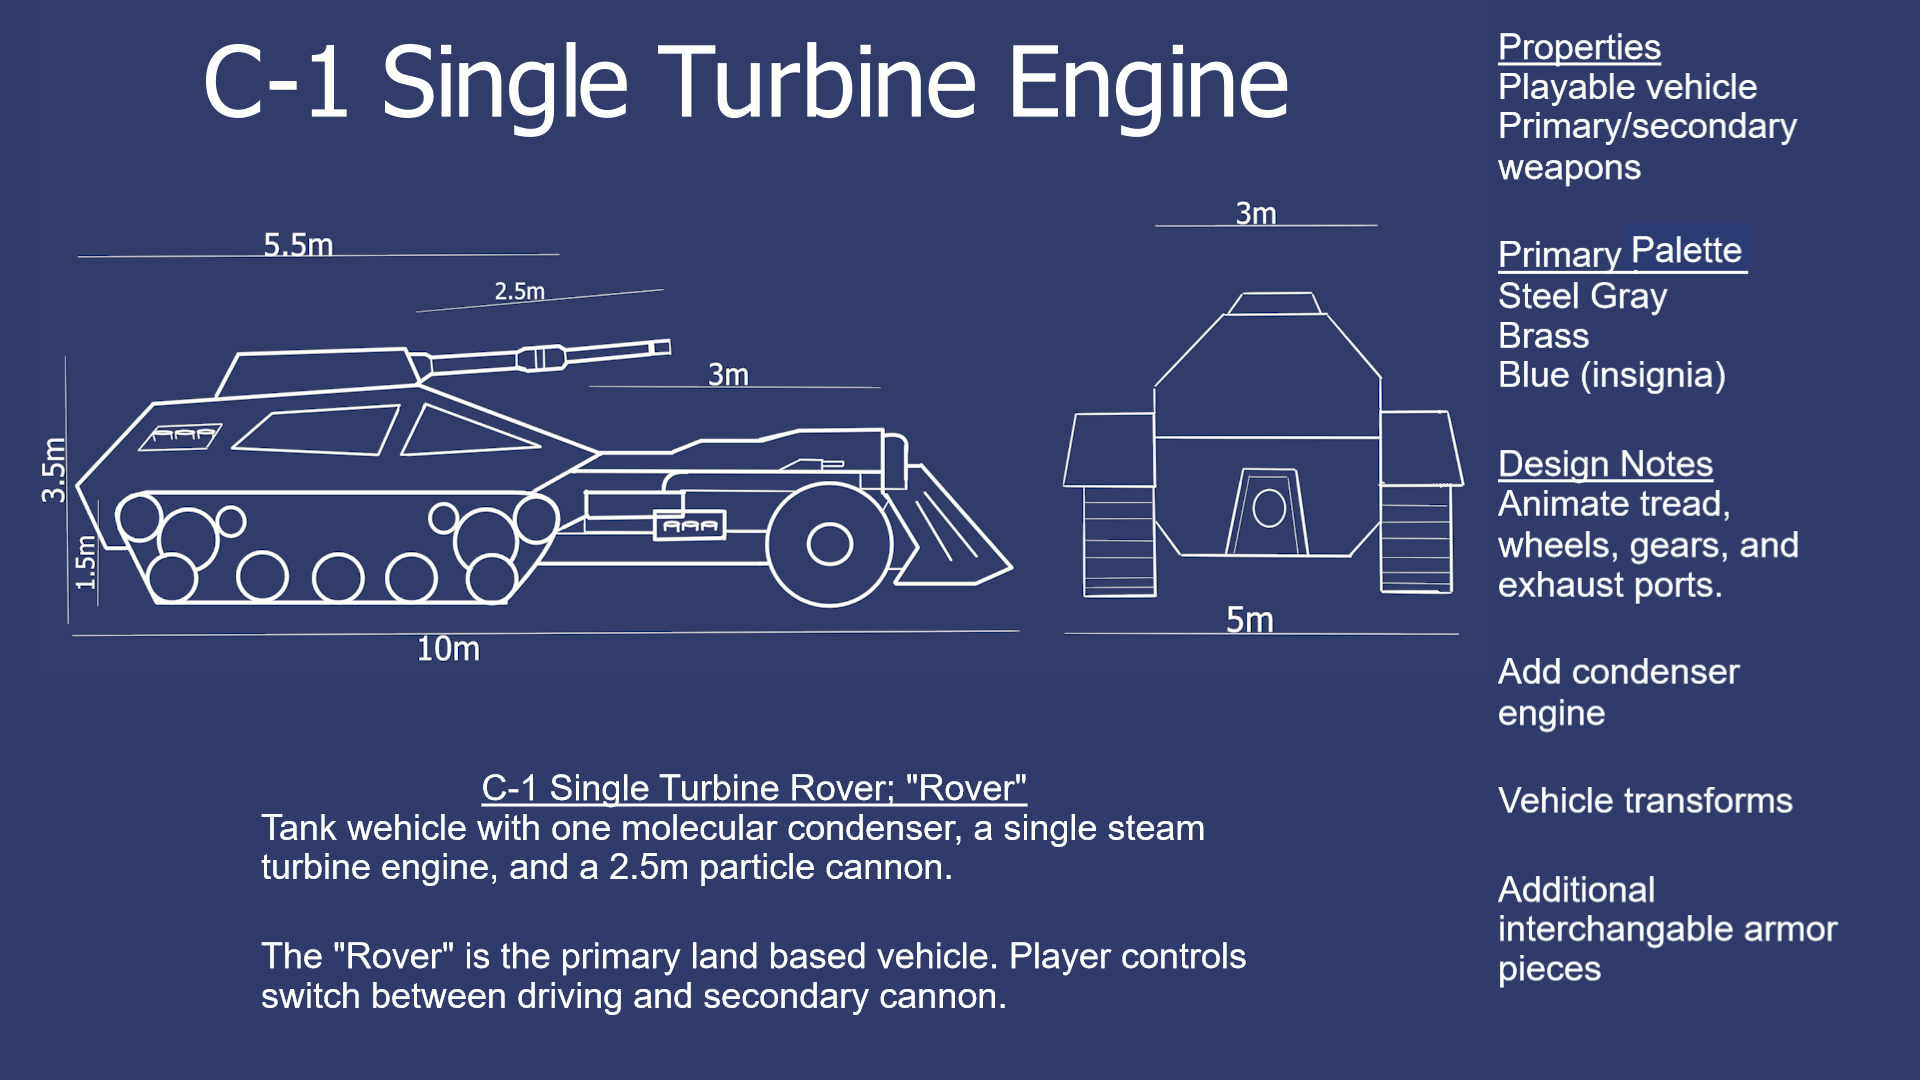 C-1 Single Turbine Engine
5.5m
2.5m
3m
3.5m
1.5m
10m
3m
5m
C-1 Single Turbine Rover; "Rover"
Tank wehicle with one molecular condenser, a single steam
turbine engine, and a 2.5m particle cannon.
The "Rover" is the primary land based vehicle. Player controls
switch between driving and secondary cannon.
Properties
Playable vehicle
Primary/secondary
weapons
Primary Palette
Steel Gray
Brass
Blue (insignia)
Design Notes
Animate tread,
wheels, gears, and
exhaust ports.
Add condenser
engine
Vehicle transforms
Additional
interchangable armor
pieces